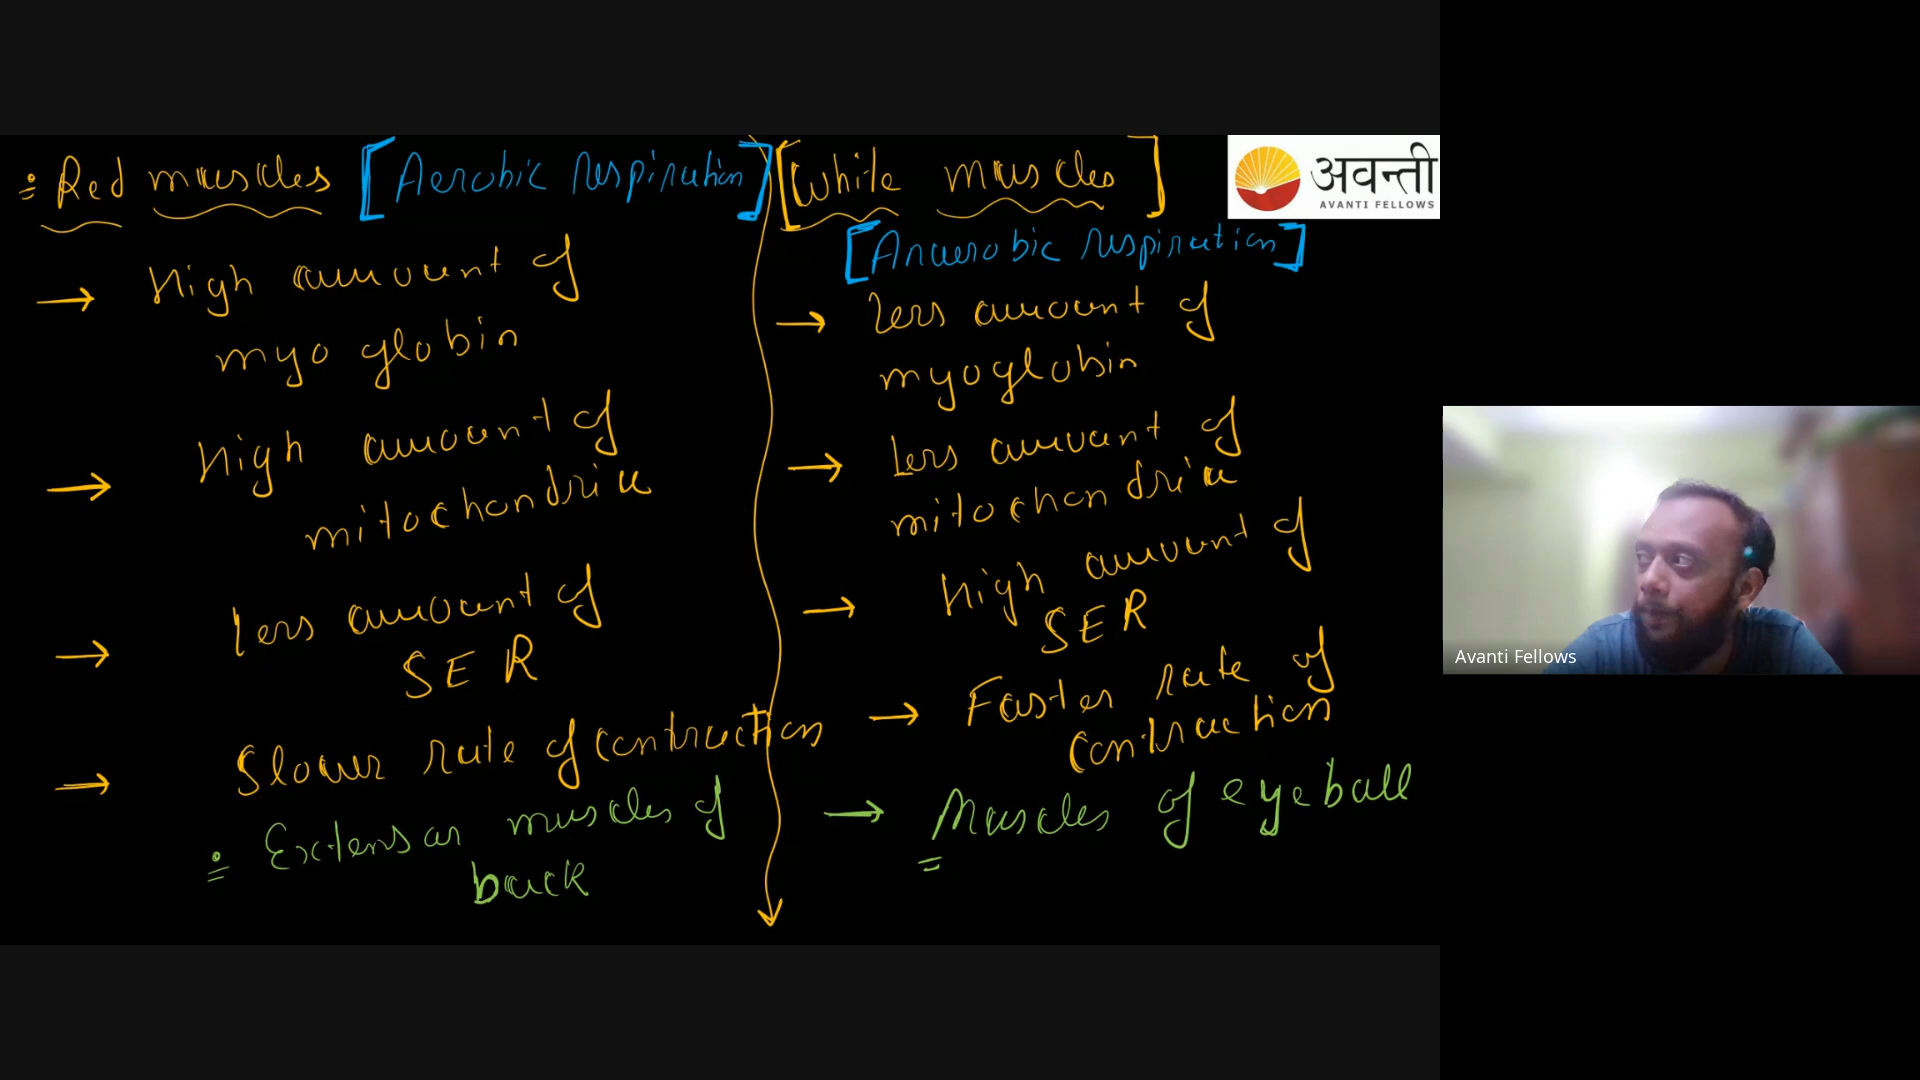 Red muscles [Aerobic respiration]
→ High amount of
myoglobin
→ High amount of
mitochondria
→ less amount of
SER
→ Slower rate of contraction
Extensor muscles of
back
[White muscles]
[Anaerobic respiration]
→ less amount of
myoglobin
→ Less amount of
mitochondria
→ High amount of
SER
→ Faster rate of
contraction
→ Muscles of eyeball
अवन्ती
AVANTI FELLOWS
Avanti Fellows